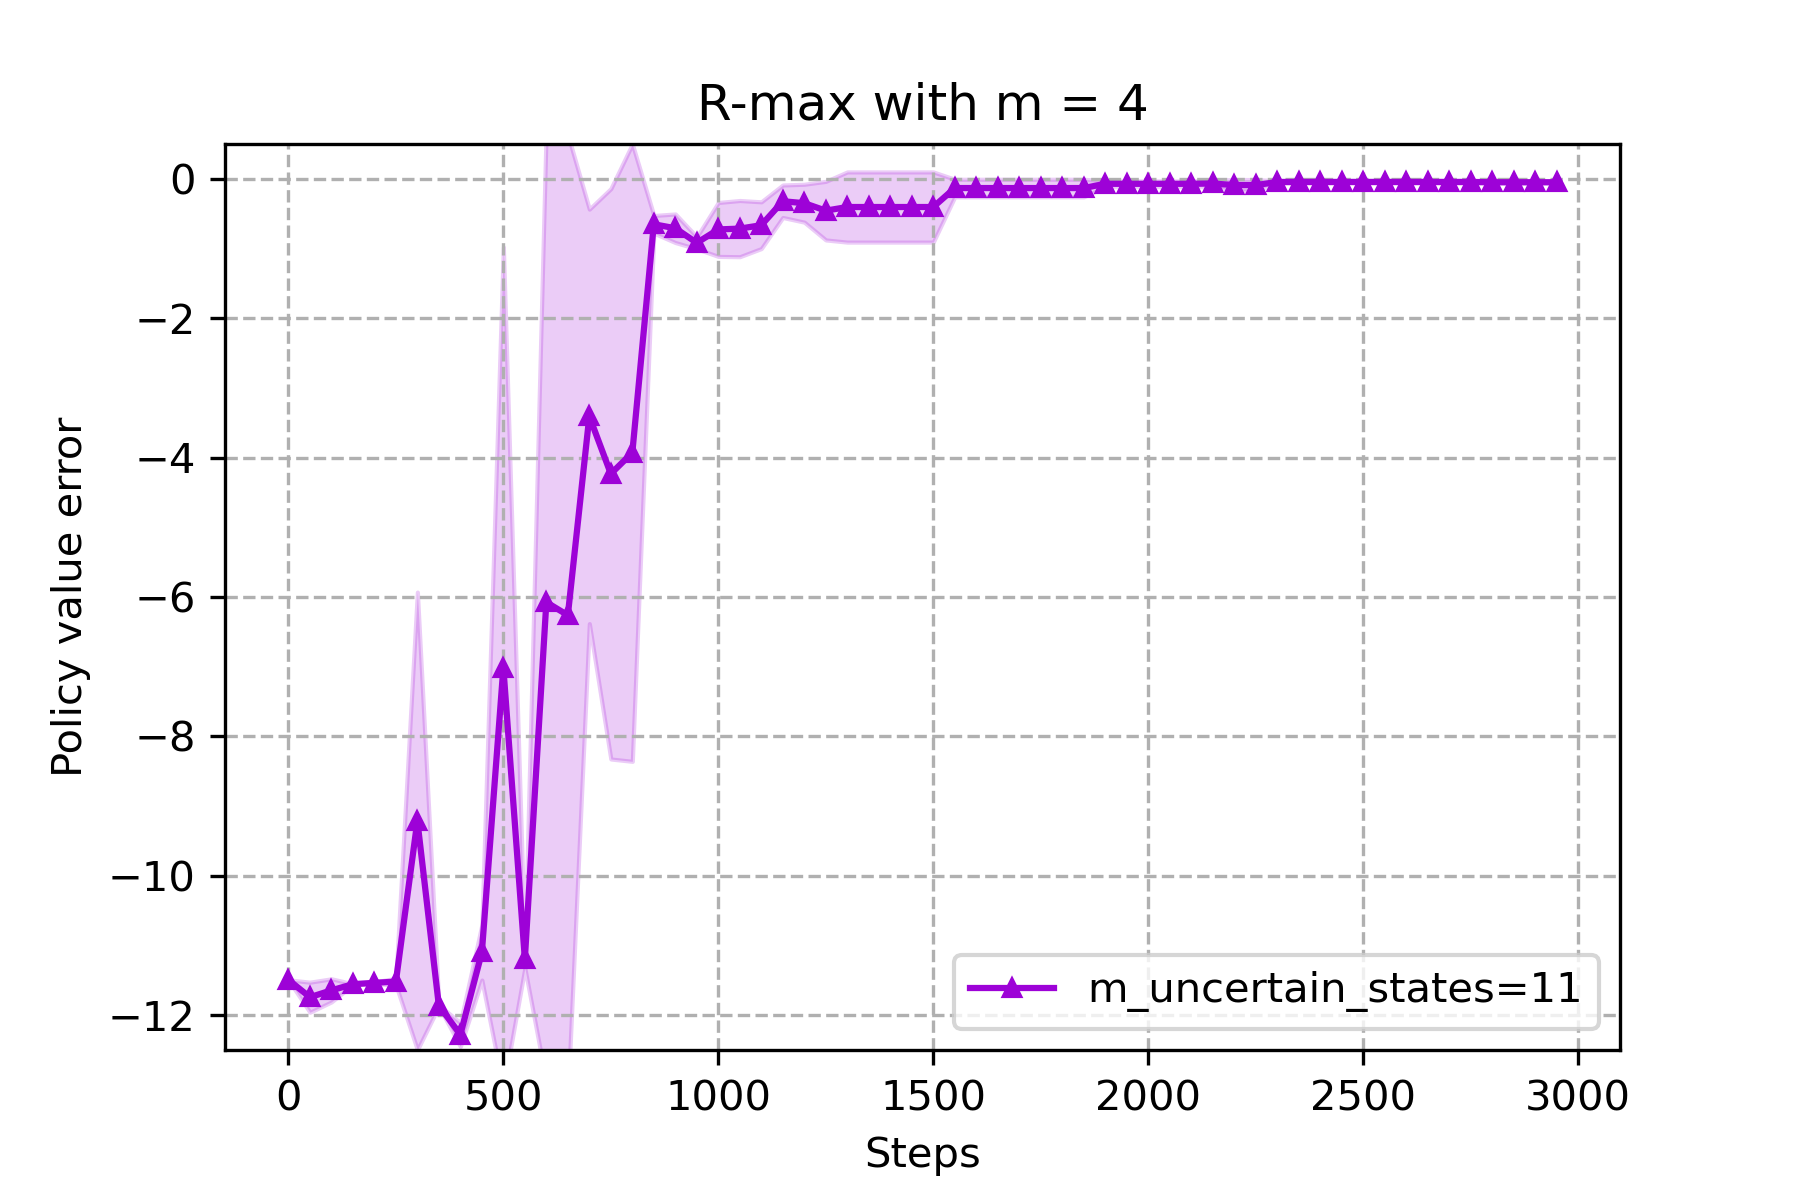 R-max with m = 4
Policy value error
0
−2
−4
−6
−8
−10
−12
m_uncertain_states=11
0 500 1000 1500 2000 2500 3000
Steps